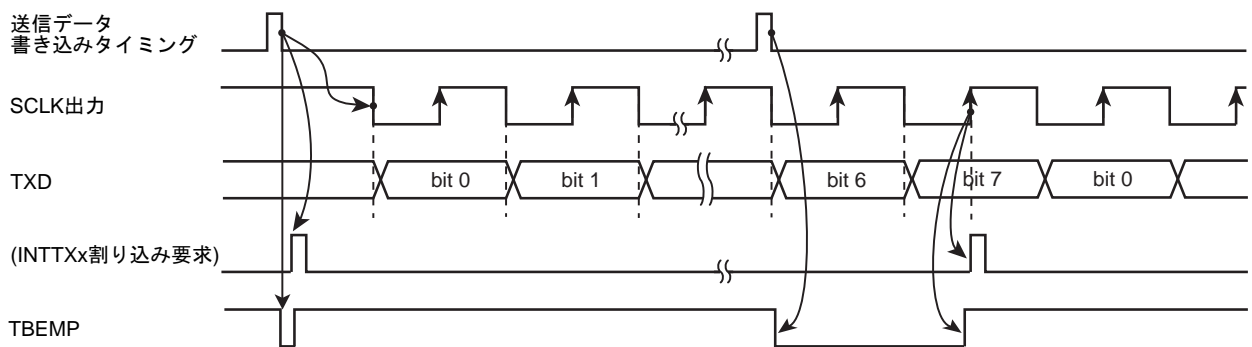 送信データ
書き込みタイミング
SCLK出力
TXD
bit 0
bit 1
bit 6
bit 7
bit 0
(INTTXx割り込み要求)
TBEMP